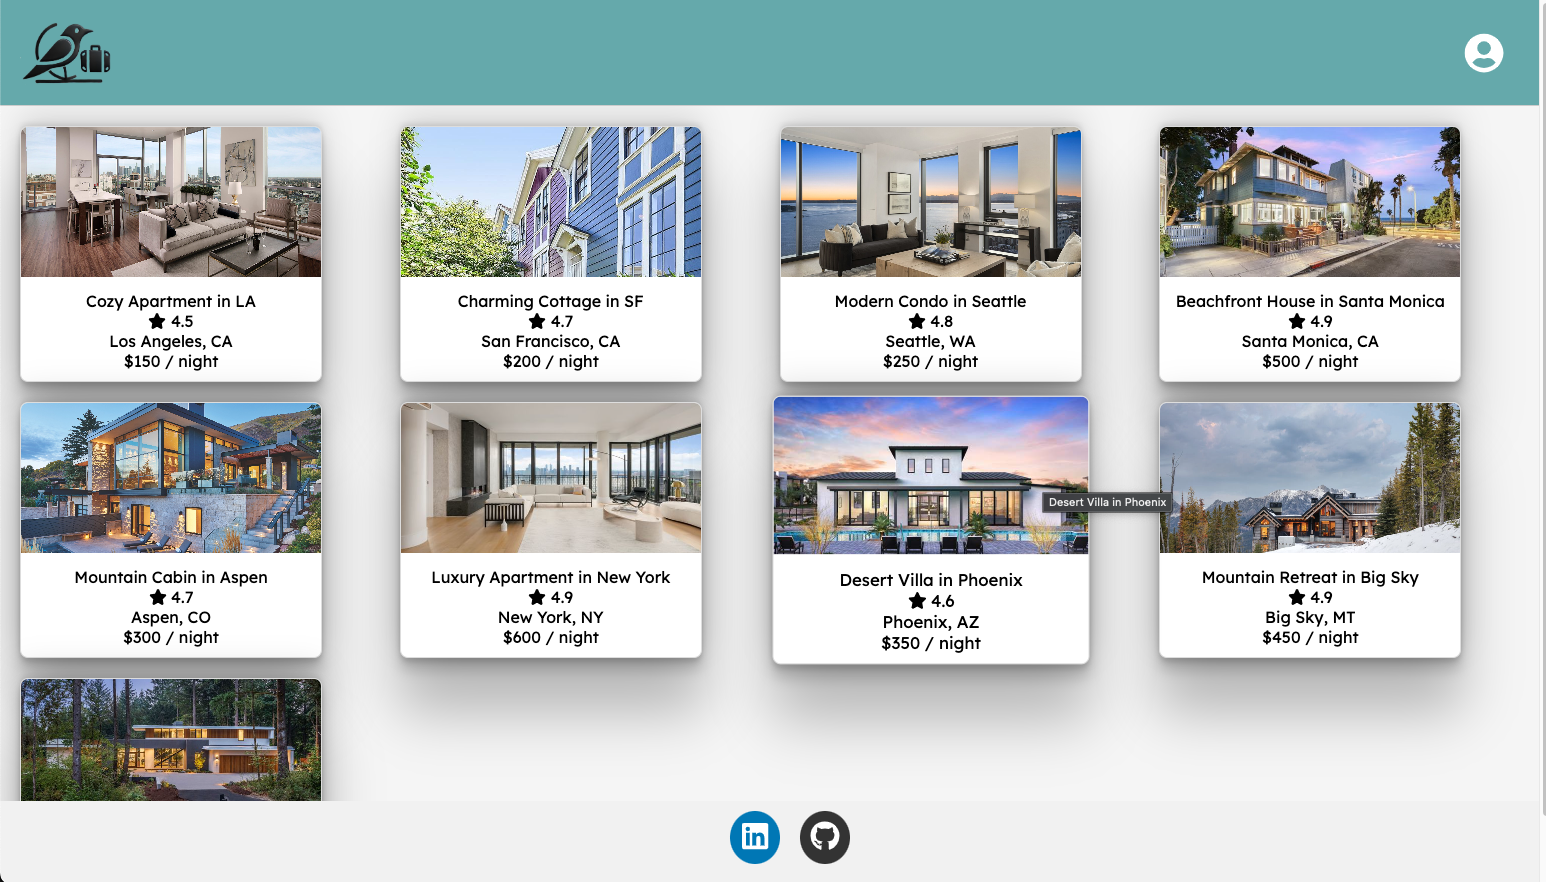 Cozy Apartment in LA
4.5
Los Angeles, CA
$150 / night
Charming Cottage in SF
4.7
San Francisco, CA
$200 / night
Modern Condo in Seattle
4.8
Seattle, WA
$250 / night
Beachfront House in Santa Monica
4.9
Santa Monica, CA
$500 / night
Mountain Cabin in Aspen
4.7
Aspen, CO
$300 / night
Luxury Apartment in New York
4.9
New York, NY
$600 / night
Desert Villa in Phoenix
Desert Villa in Phoenix
4.6
Phoenix, AZ
$350 / night
Mountain Retreat in Big Sky
4.9
Big Sky, MT
$450 / night
in